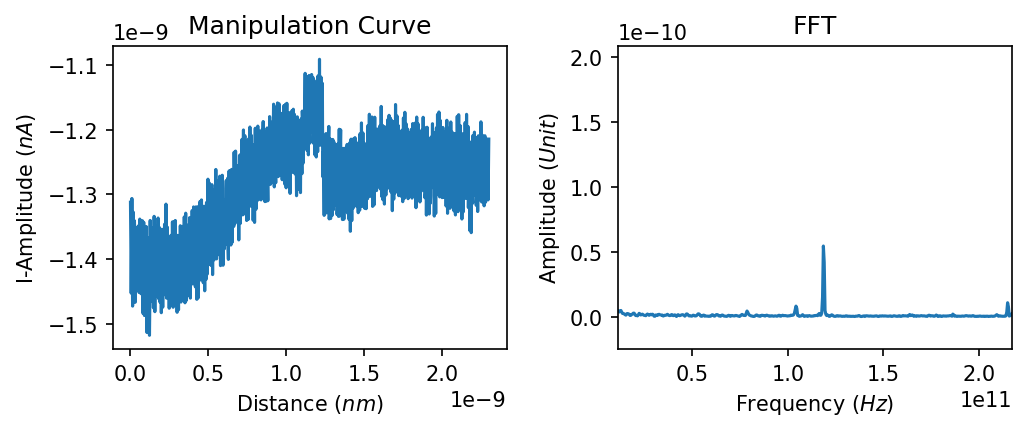 Manipulation Curve
1e−9
I-Amplitude (nA)
−1.1
−1.2
−1.3
−1.4
−1.5
0.0 0.5 1.0 1.5 2.0
1e−9
Distance (nm)
FFT
1e−10
Amplitude (Unit)
2.0
1.5
1.0
0.5
0.0
0.5 1.0 1.5 2.0
1e11
Frequency (Hz)